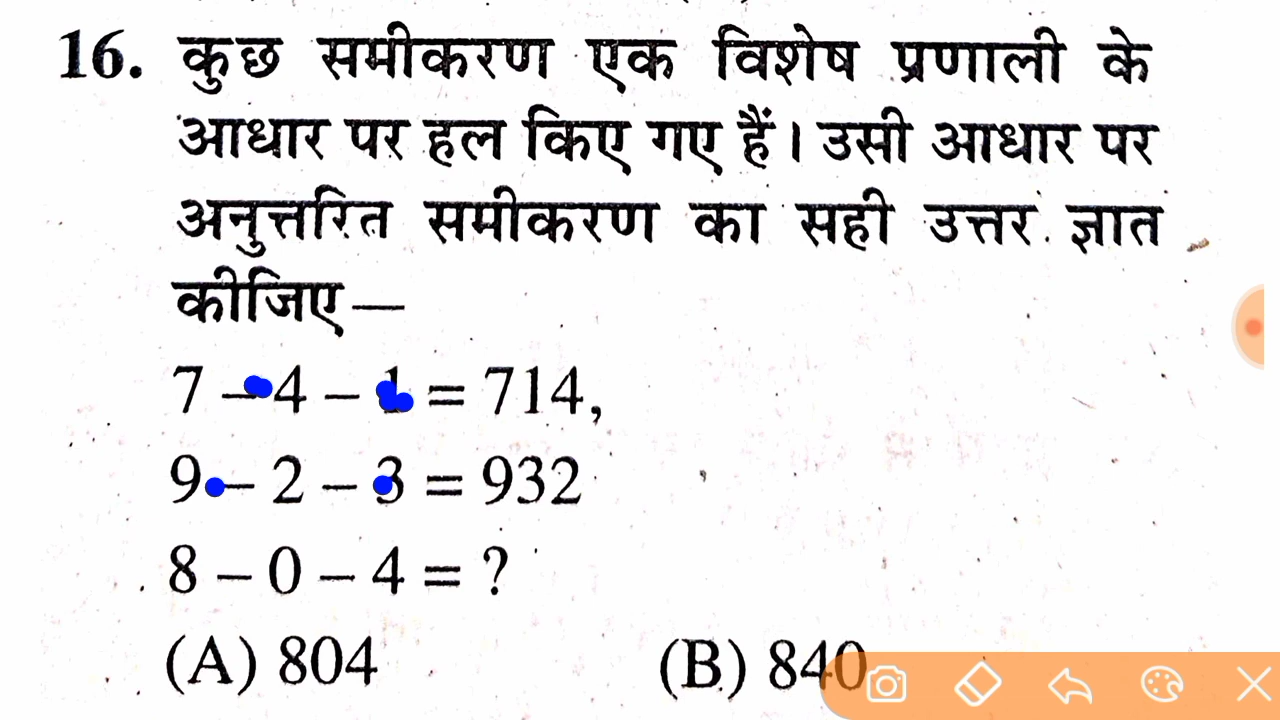 16. कुछ समीकरण एक विशेष प्रणाली के
आधार पर हल किए गए हैं। उसी आधार पर
अनुत्तरित समीकरण का सही उत्तर ज्ञात
कीजिए—
7 – 4 – 1 = 714,
9 – 2 – 3 = 932
8 – 0 – 4 = ?
(A) 804 (B) 840